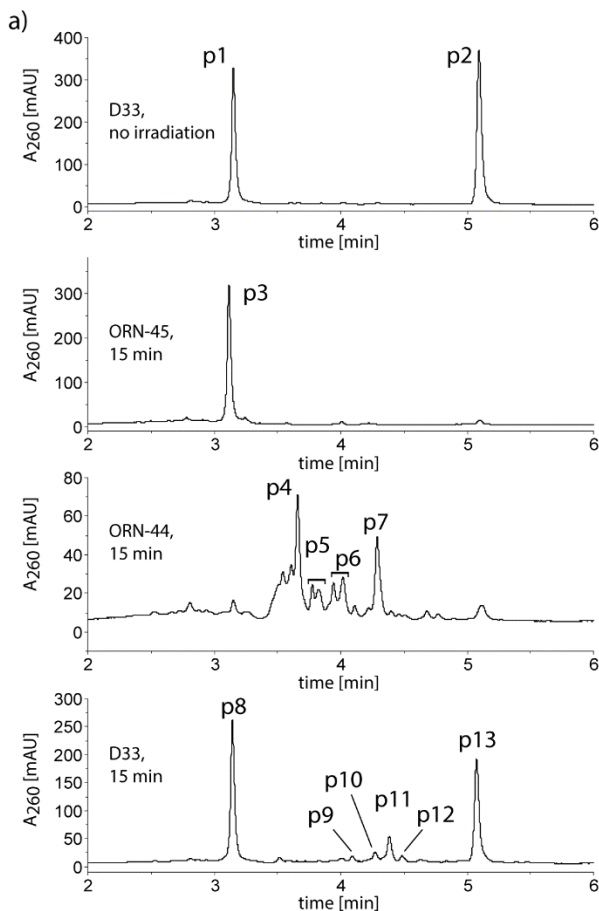 a)
400
300
200
100
0
A260 [mAU]
D33,
no irradiation
p1
p2
2 3 4 5 6
time [min]
300
200
100
0
A260 [mAU]
ORN-45,
15 min
p3
2 3 4 5 6
time [min]
80
60
40
20
0
A260 [mAU]
ORN-44,
15 min
p4
p5
p6
p7
2 3 4 5 6
time [min]
300
250
200
150
100
50
0
A260 [mAU]
D33,
15 min
p8
p9
p10
p11
p12
p13
2 3 4 5 6
time [min]